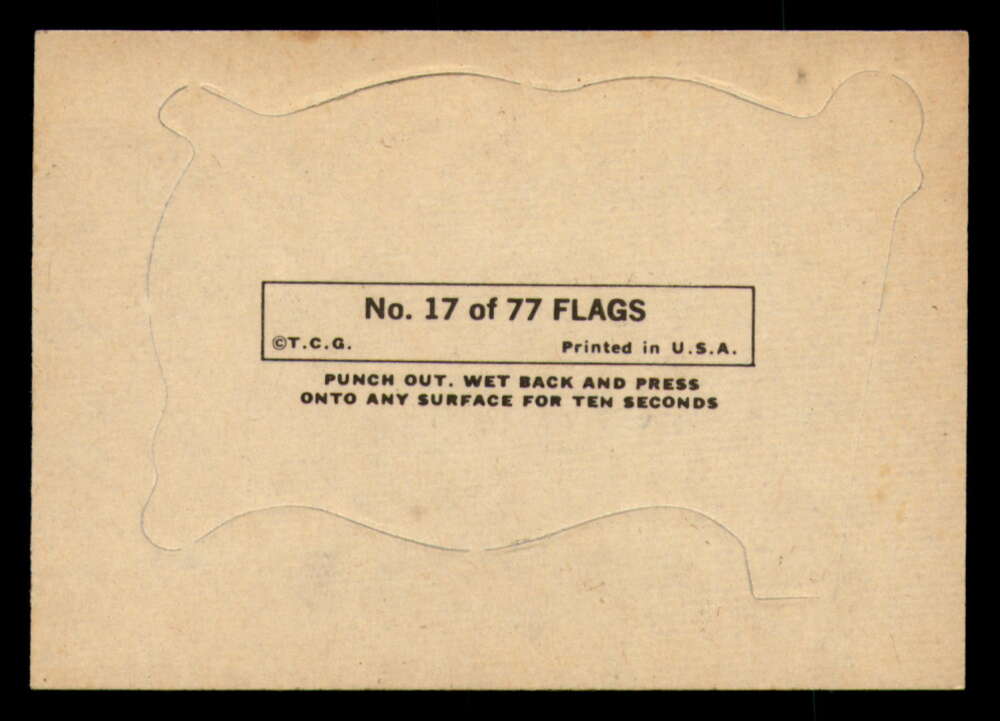 No. 17 of 77 FLAGS
©T.C.G. Printed in U.S.A.
PUNCH OUT. WET BACK AND PRESS
ONTO ANY SURFACE FOR TEN SECONDS